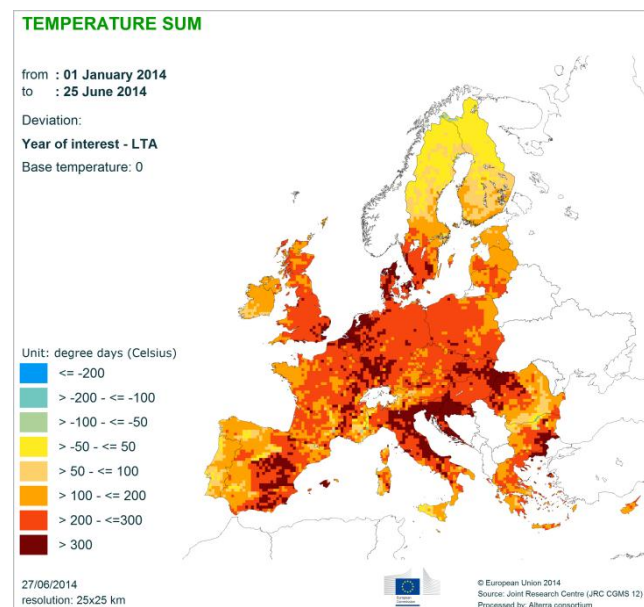 TEMPERATURE SUM
from : 01 January 2014
to : 25 June 2014
Deviation:
Year of interest - LTA
Base temperature: 0
Unit: degree days (Celsius)
<= -200
> -200 - <= -100
> -100 - <= -50
> -50 - <= 50
> 50 - <= 100
> 100 - <= 200
> 200 - <=300
> 300
27/06/2014
resolution: 25x25 km
European
Commission
© European Union 2014
Source: Joint Research Centre (JRC CGMS 12)
Processed by: Alterra consortium